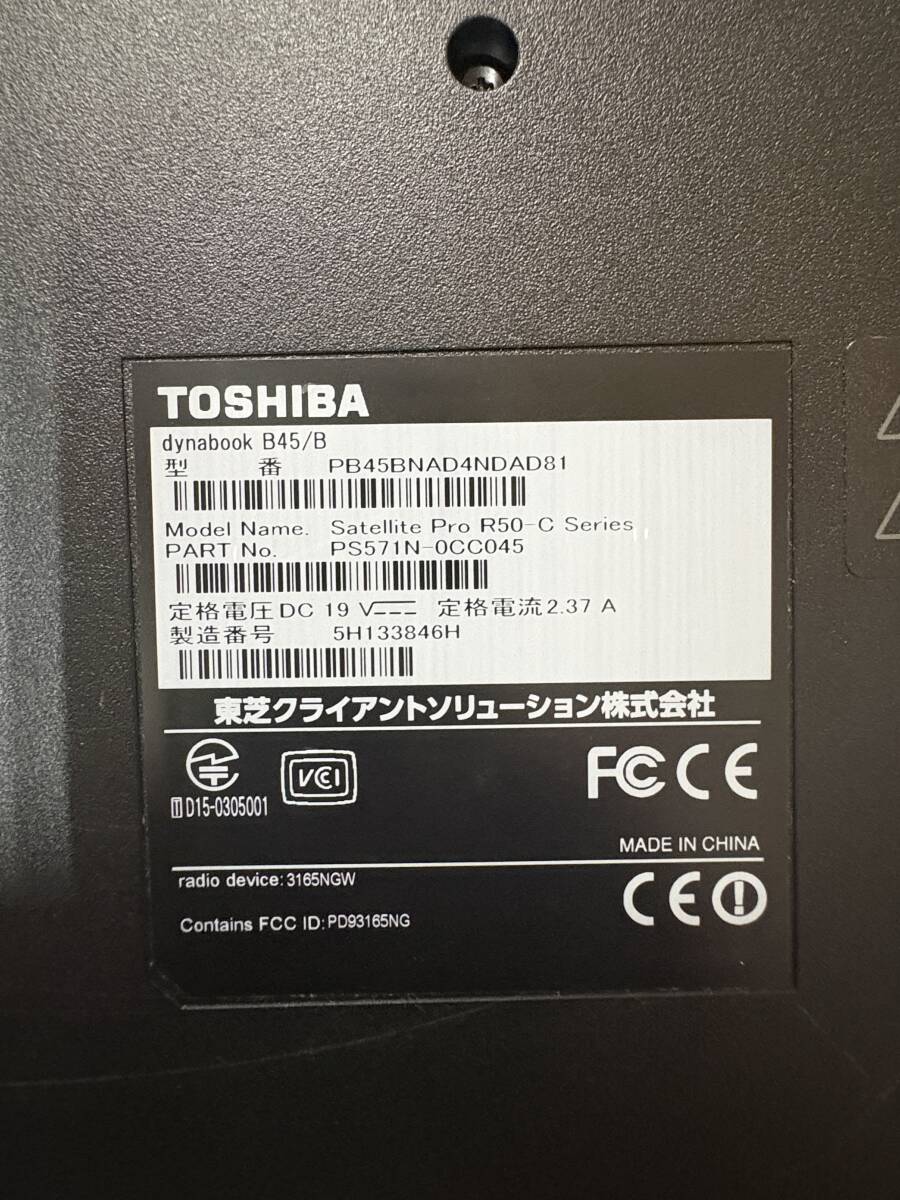 TOSHIBA
dynabook B45/B
型 番 PB45BNAD4NDAD81
Model Name. Satellite Pro R50-C Series
PART No. PS571N-0CC045
定格電圧DC 19 V 定格電流2.37 A
製造番号 5H133846H
東芝クライアントソリューション株式会社
VCI FC CE
T D15-0305001
MADE IN CHINA
radio device: 3165NGW
CE
Contains FCC ID: PD93165NG